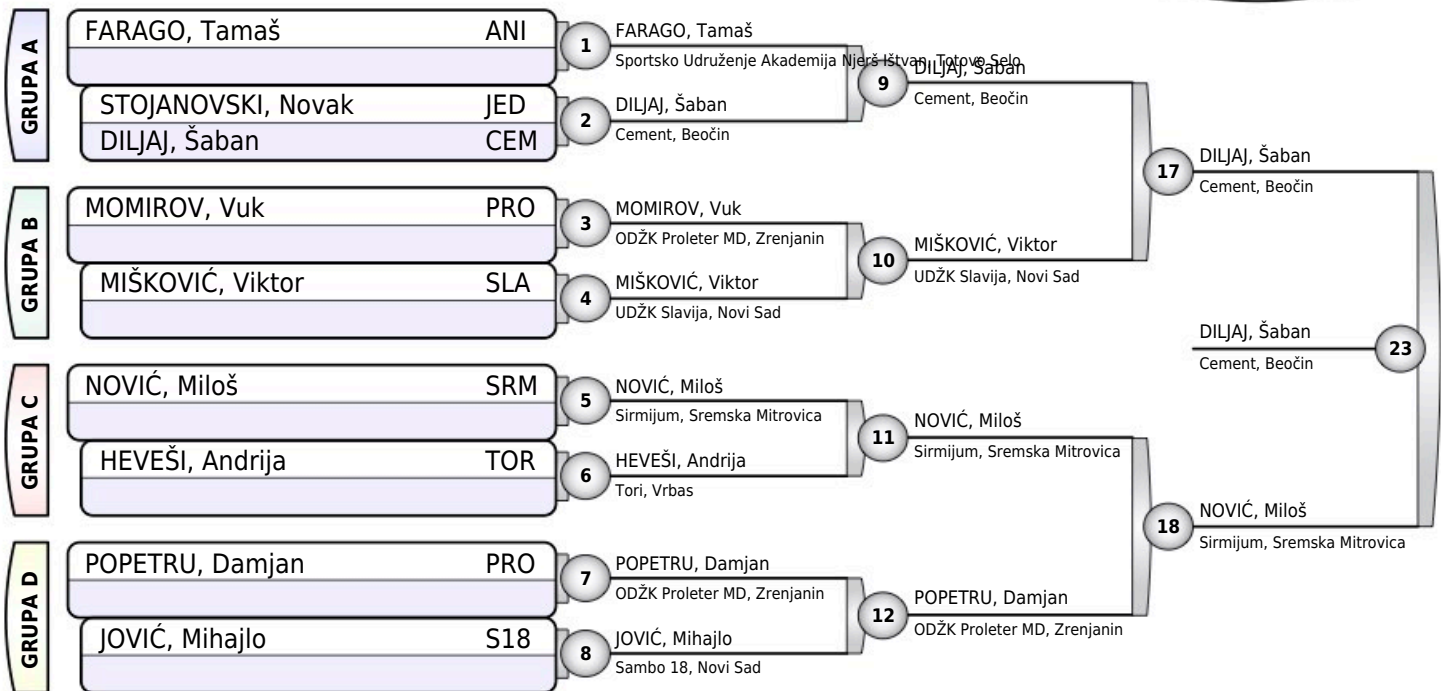 GRUPA A
FARAGO, Tamaš ANI
STOJANOVSKI, Novak JED
DILJAJ, Šaban CEM
1
FARAGO, Tamaš
Sportsko Udruženje Akademija Njerš Ištvan, Totovo Selo
2
DILJAJ, Šaban
Cement, Beočin
9
DILJAJ, Šaban
Cement, Beočin
GRUPA B
MOMIROV, Vuk PRO
MIŠKOVIĆ, Viktor SLA
3
MOMIROV, Vuk
ODŽK Proleter MD, Zrenjanin
4
MIŠKOVIĆ, Viktor
UDŽK Slavija, Novi Sad
10
MIŠKOVIĆ, Viktor
UDŽK Slavija, Novi Sad
17
DILJAJ, Šaban
Cement, Beočin
GRUPA C
NOVIĆ, Miloš SRM
HEVEŠI, Andrija TOR
5
NOVIĆ, Miloš
Sirmijum, Sremska Mitrovica
6
HEVEŠI, Andrija
Tori, Vrbas
11
NOVIĆ, Miloš
Sirmijum, Sremska Mitrovica
GRUPA D
POPETRU, Damjan PRO
JOVIĆ, Mihajlo S18
7
POPETRU, Damjan
ODŽK Proleter MD, Zrenjanin
8
JOVIĆ, Mihajlo
Sambo 18, Novi Sad
12
POPETRU, Damjan
ODŽK Proleter MD, Zrenjanin
18
NOVIĆ, Miloš
Sirmijum, Sremska Mitrovica
DILJAJ, Šaban
Cement, Beočin
23